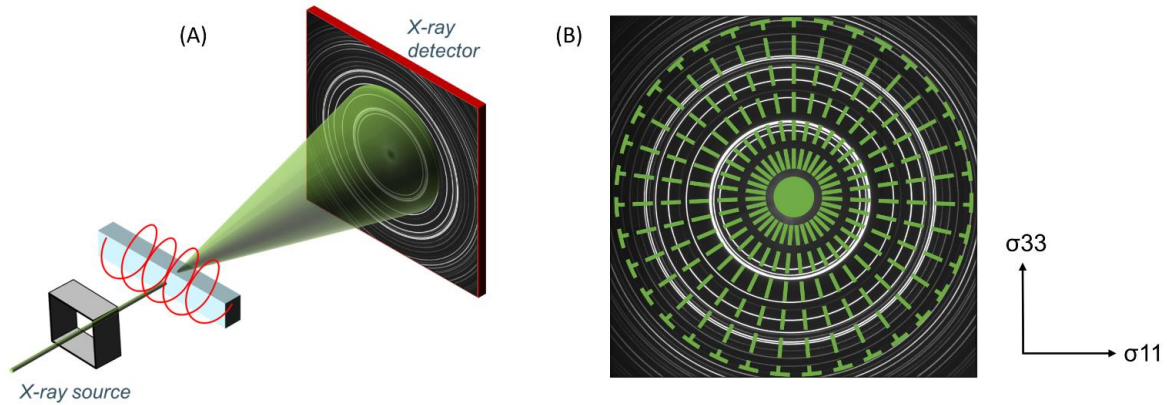 (A)
X-ray
detector
X-ray source
(B)
σ33
σ11